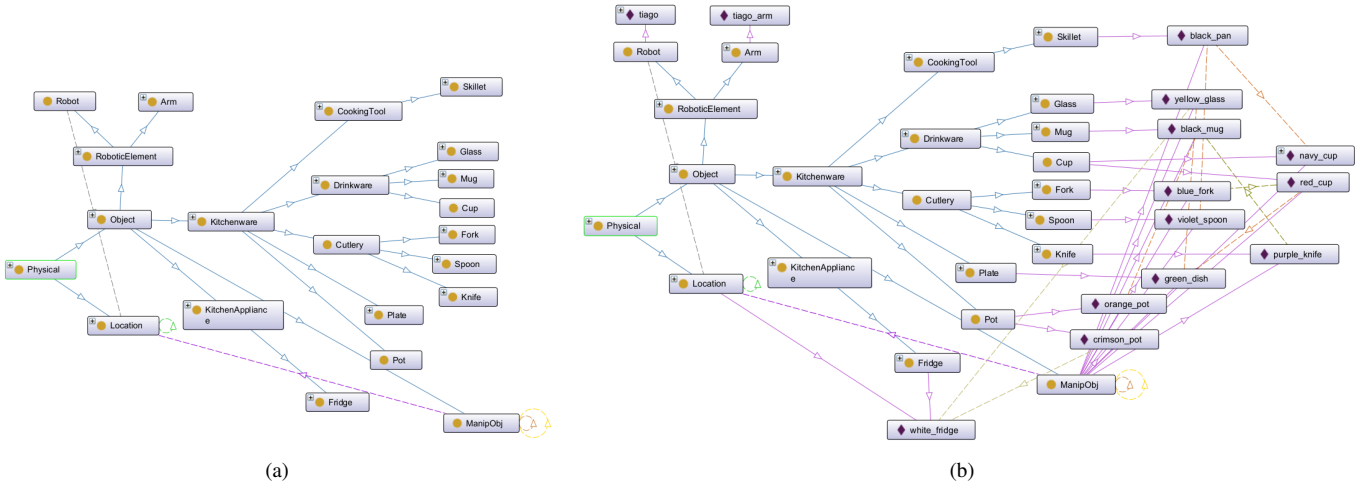 Robot
Arm
RoboticElement
Object
Physical
Location
Kitchenware
CookingTool
Skillet
Drinkware
Glass
Mug
Cup
Cutlery
Fork
Spoon
Knife
Plate
Pot
KitchenApplianc
e
Fridge
ManipObj
(a)
tiago
tiago_arm
Robot
Arm
RoboticElement
Object
Physical
Location
Kitchenware
CookingTool
Skillet
black_pan
Drinkware
Glass
yellow_glass
Mug
black_mug
Cup
navy_cup
red_cup
Cutlery
Fork
blue_fork
Spoon
violet_spoon
Knife
purple_knife
Plate
green_dish
Pot
orange_pot
crimson_pot
KitchenApplianc
e
Fridge
ManipObj
white_fridge
(b)